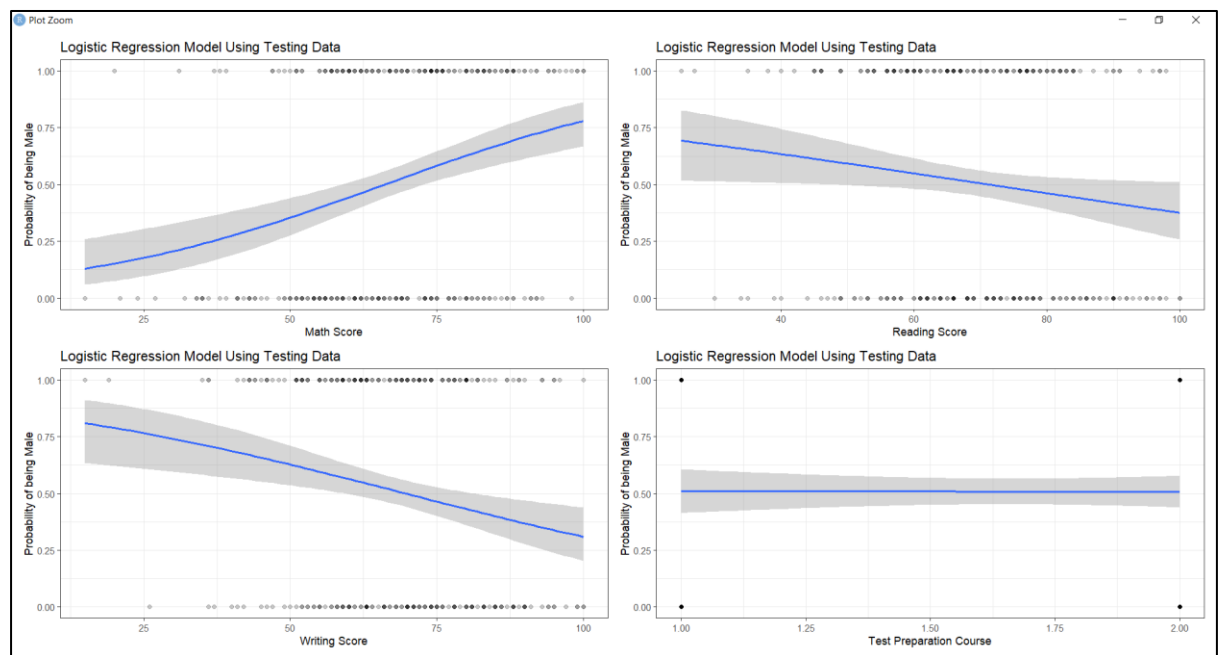 Plot Zoom
Logistic Regression Model Using Testing Data
1.00
0.75
0.50
0.25
0.00
Probability of being Male
25
50
75
100
Math Score
Logistic Regression Model Using Testing Data
1.00
0.75
0.50
0.25
0.00
Probability of being Male
40
60
80
100
Reading Score
Logistic Regression Model Using Testing Data
1.00
0.75
0.50
0.25
0.00
Probability of being Male
25
50
75
100
Writing Score
Logistic Regression Model Using Testing Data
1.00
0.75
0.50
0.25
0.00
Probability of being Male
1.00
1.25
1.50
1.75
2.00
Test Preparation Course